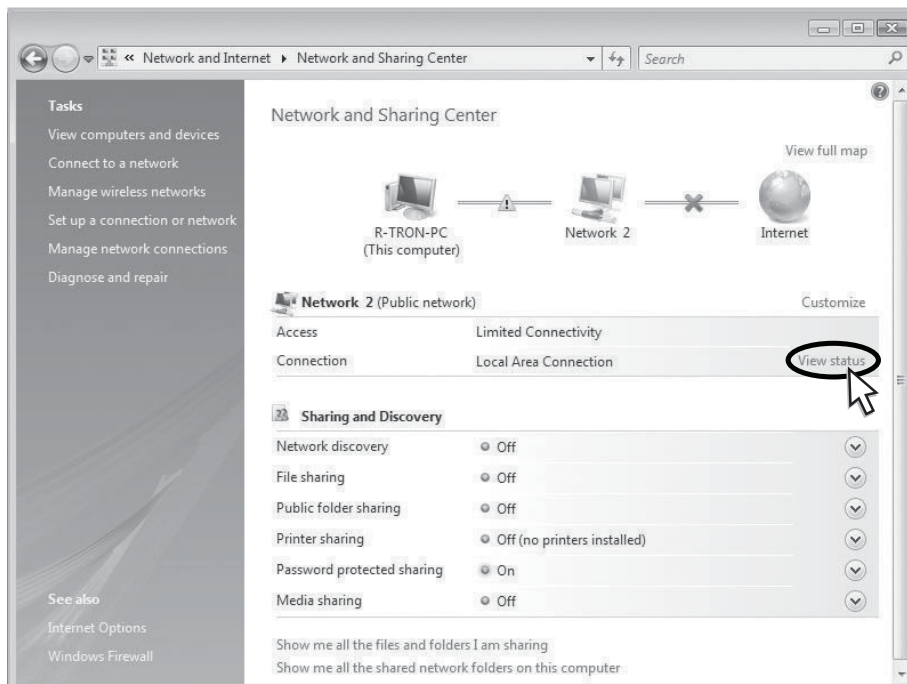 « Network and Internet ▸ Network and Sharing Center
Search
Tasks
View computers and devices
Connect to a network
Manage wireless networks
Set up a connection or network
Manage network connections
Diagnose and repair
See also
Internet Options
Windows Firewall
Network and Sharing Center
View full map
R-TRON-PC
(This computer)
Network 2
Internet
Network 2 (Public network)
Customize
Access Limited Connectivity
Connection Local Area Connection View status
Sharing and Discovery
Network discovery Off
File sharing Off
Public folder sharing Off
Printer sharing Off (no printers installed)
Password protected sharing On
Media sharing Off
Show me all the files and folders I am sharing
Show me all the shared network folders on this computer